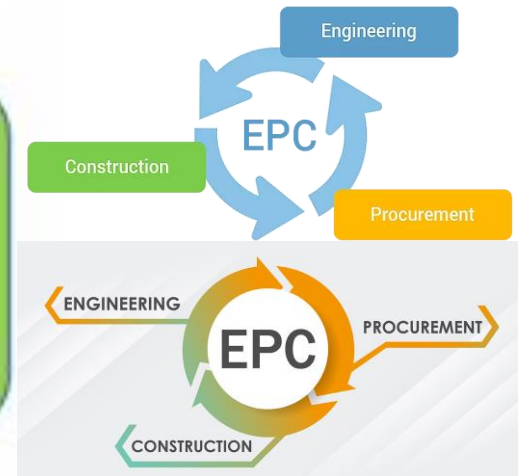 Engineering
EPC
Construction
Procurement
ENGINEERING
PROCUREMENT
EPC
CONSTRUCTION